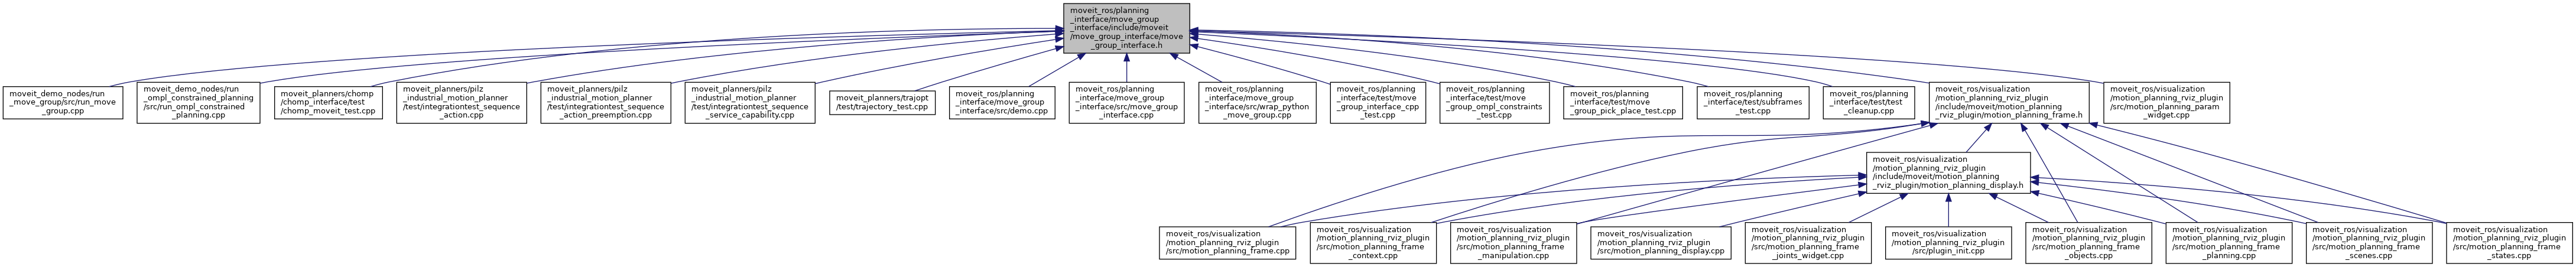 moveit_ros/planning
_interface/move_group
_interface/include/moveit
/move_group_interface/move
_group_interface.h
moveit_demo_nodes/run
_move_group/src/run_move
_group.cpp
moveit_demo_nodes/run
_ompl_constrained_planning
/src/run_ompl_constrained
_planning.cpp
moveit_planners/chomp
/chomp_interface/test
/chomp_moveit_test.cpp
moveit_planners/pilz
_industrial_motion_planner
/test/integrationtest_sequence
_action.cpp
moveit_planners/pilz
_industrial_motion_planner
/test/integrationtest_sequence
_action_preemption.cpp
moveit_planners/pilz
_industrial_motion_planner
/test/integrationtest_sequence
_service_capability.cpp
moveit_planners/trajopt
/test/trajectory_test.cpp
moveit_ros/planning
_interface/move_group
_interface/src/demo.cpp
moveit_ros/planning
_interface/move_group
_interface/src/move_group
_interface.cpp
moveit_ros/planning
_interface/move_group
_interface/src/wrap_python
_move_group.cpp
moveit_ros/planning
_interface/test/move
_group_interface_cpp
_test.cpp
moveit_ros/planning
_interface/test/move
_group_ompl_constraints
_test.cpp
moveit_ros/planning
_interface/test/move
_group_pick_place_test.cpp
moveit_ros/planning
_interface/test/subframes
_test.cpp
moveit_ros/planning
_interface/test/test
_cleanup.cpp
moveit_ros/visualization
/motion_planning_rviz_plugin
/include/moveit/motion_planning
_rviz_plugin/motion_planning_frame.h
moveit_ros/visualization
/motion_planning_rviz_plugin
/src/motion_planning_param
_widget.cpp
moveit_ros/visualization
/motion_planning_rviz_plugin
/include/moveit/motion_planning
_rviz_plugin/motion_planning_display.h
moveit_ros/visualization
/motion_planning_rviz_plugin
/src/motion_planning_frame.cpp
moveit_ros/visualization
/motion_planning_rviz_plugin
/src/motion_planning_frame
_context.cpp
moveit_ros/visualization
/motion_planning_rviz_plugin
/src/motion_planning_frame
_manipulation.cpp
moveit_ros/visualization
/motion_planning_rviz_plugin
/src/motion_planning_display.cpp
moveit_ros/visualization
/motion_planning_rviz_plugin
/src/motion_planning_frame
_joints_widget.cpp
moveit_ros/visualization
/motion_planning_rviz_plugin
/src/plugin_init.cpp
moveit_ros/visualization
/motion_planning_rviz_plugin
/src/motion_planning_frame
_objects.cpp
moveit_ros/visualization
/motion_planning_rviz_plugin
/src/motion_planning_frame
_planning.cpp
moveit_ros/visualization
/motion_planning_rviz_plugin
/src/motion_planning_frame
_scenes.cpp
moveit_ros/visualization
/motion_planning_rviz_plugin
/src/motion_planning_frame
_states.cpp